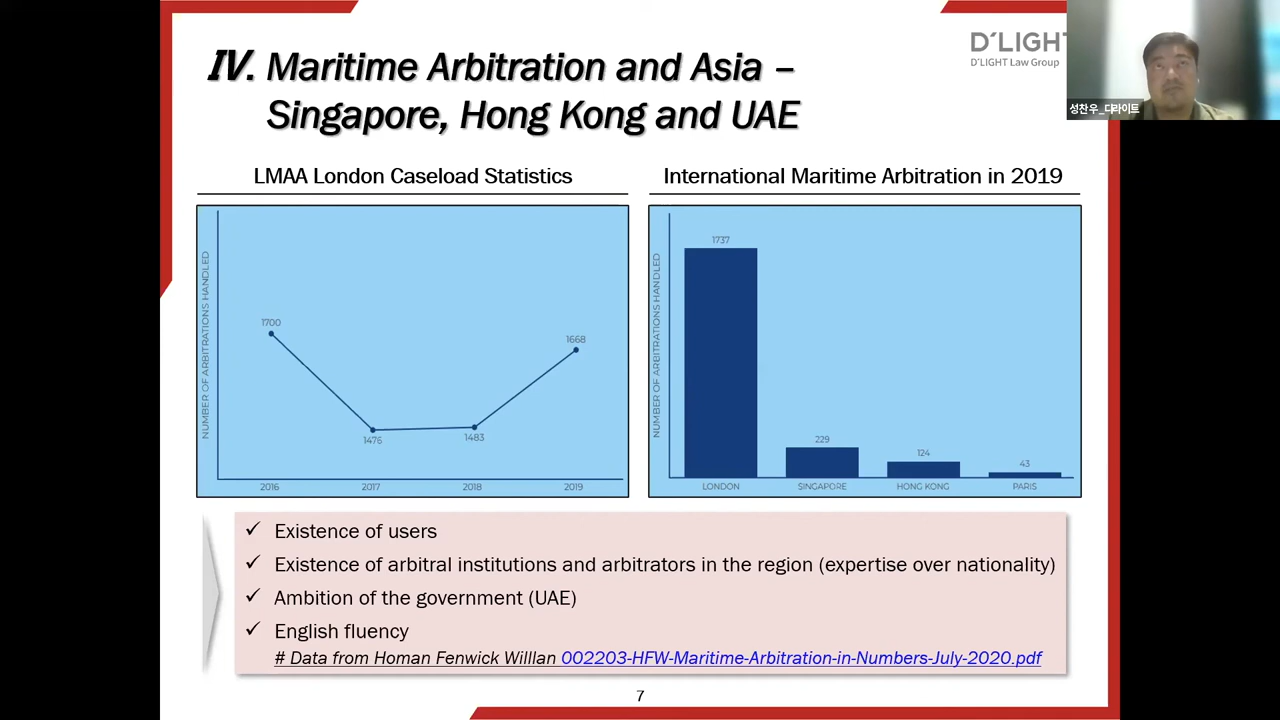 IV. Maritime Arbitration and Asia –
Singapore, Hong Kong and UAE
D'LIGHT
D'LIGHT Law Group
성찬우_디라이트
LMAA London Caseload Statistics
NUMBER OF ARBITRATIONS HANDLED
1700
1476
1483
1668
2016
2017
2018
2019
International Maritime Arbitration in 2019
NUMBER OF ARBITRATIONS HANDLED
1737
229
124
43
LONDON
SINGAPORE
HONG KONG
PARIS
✓ Existence of users
✓ Existence of arbitral institutions and arbitrators in the region (expertise over nationality)
✓ Ambition of the government (UAE)
✓ English fluency
# Data from Homan Fenwick Willlan 002203-HFW-Maritime-Arbitration-in-Numbers-July-2020.pdf
7